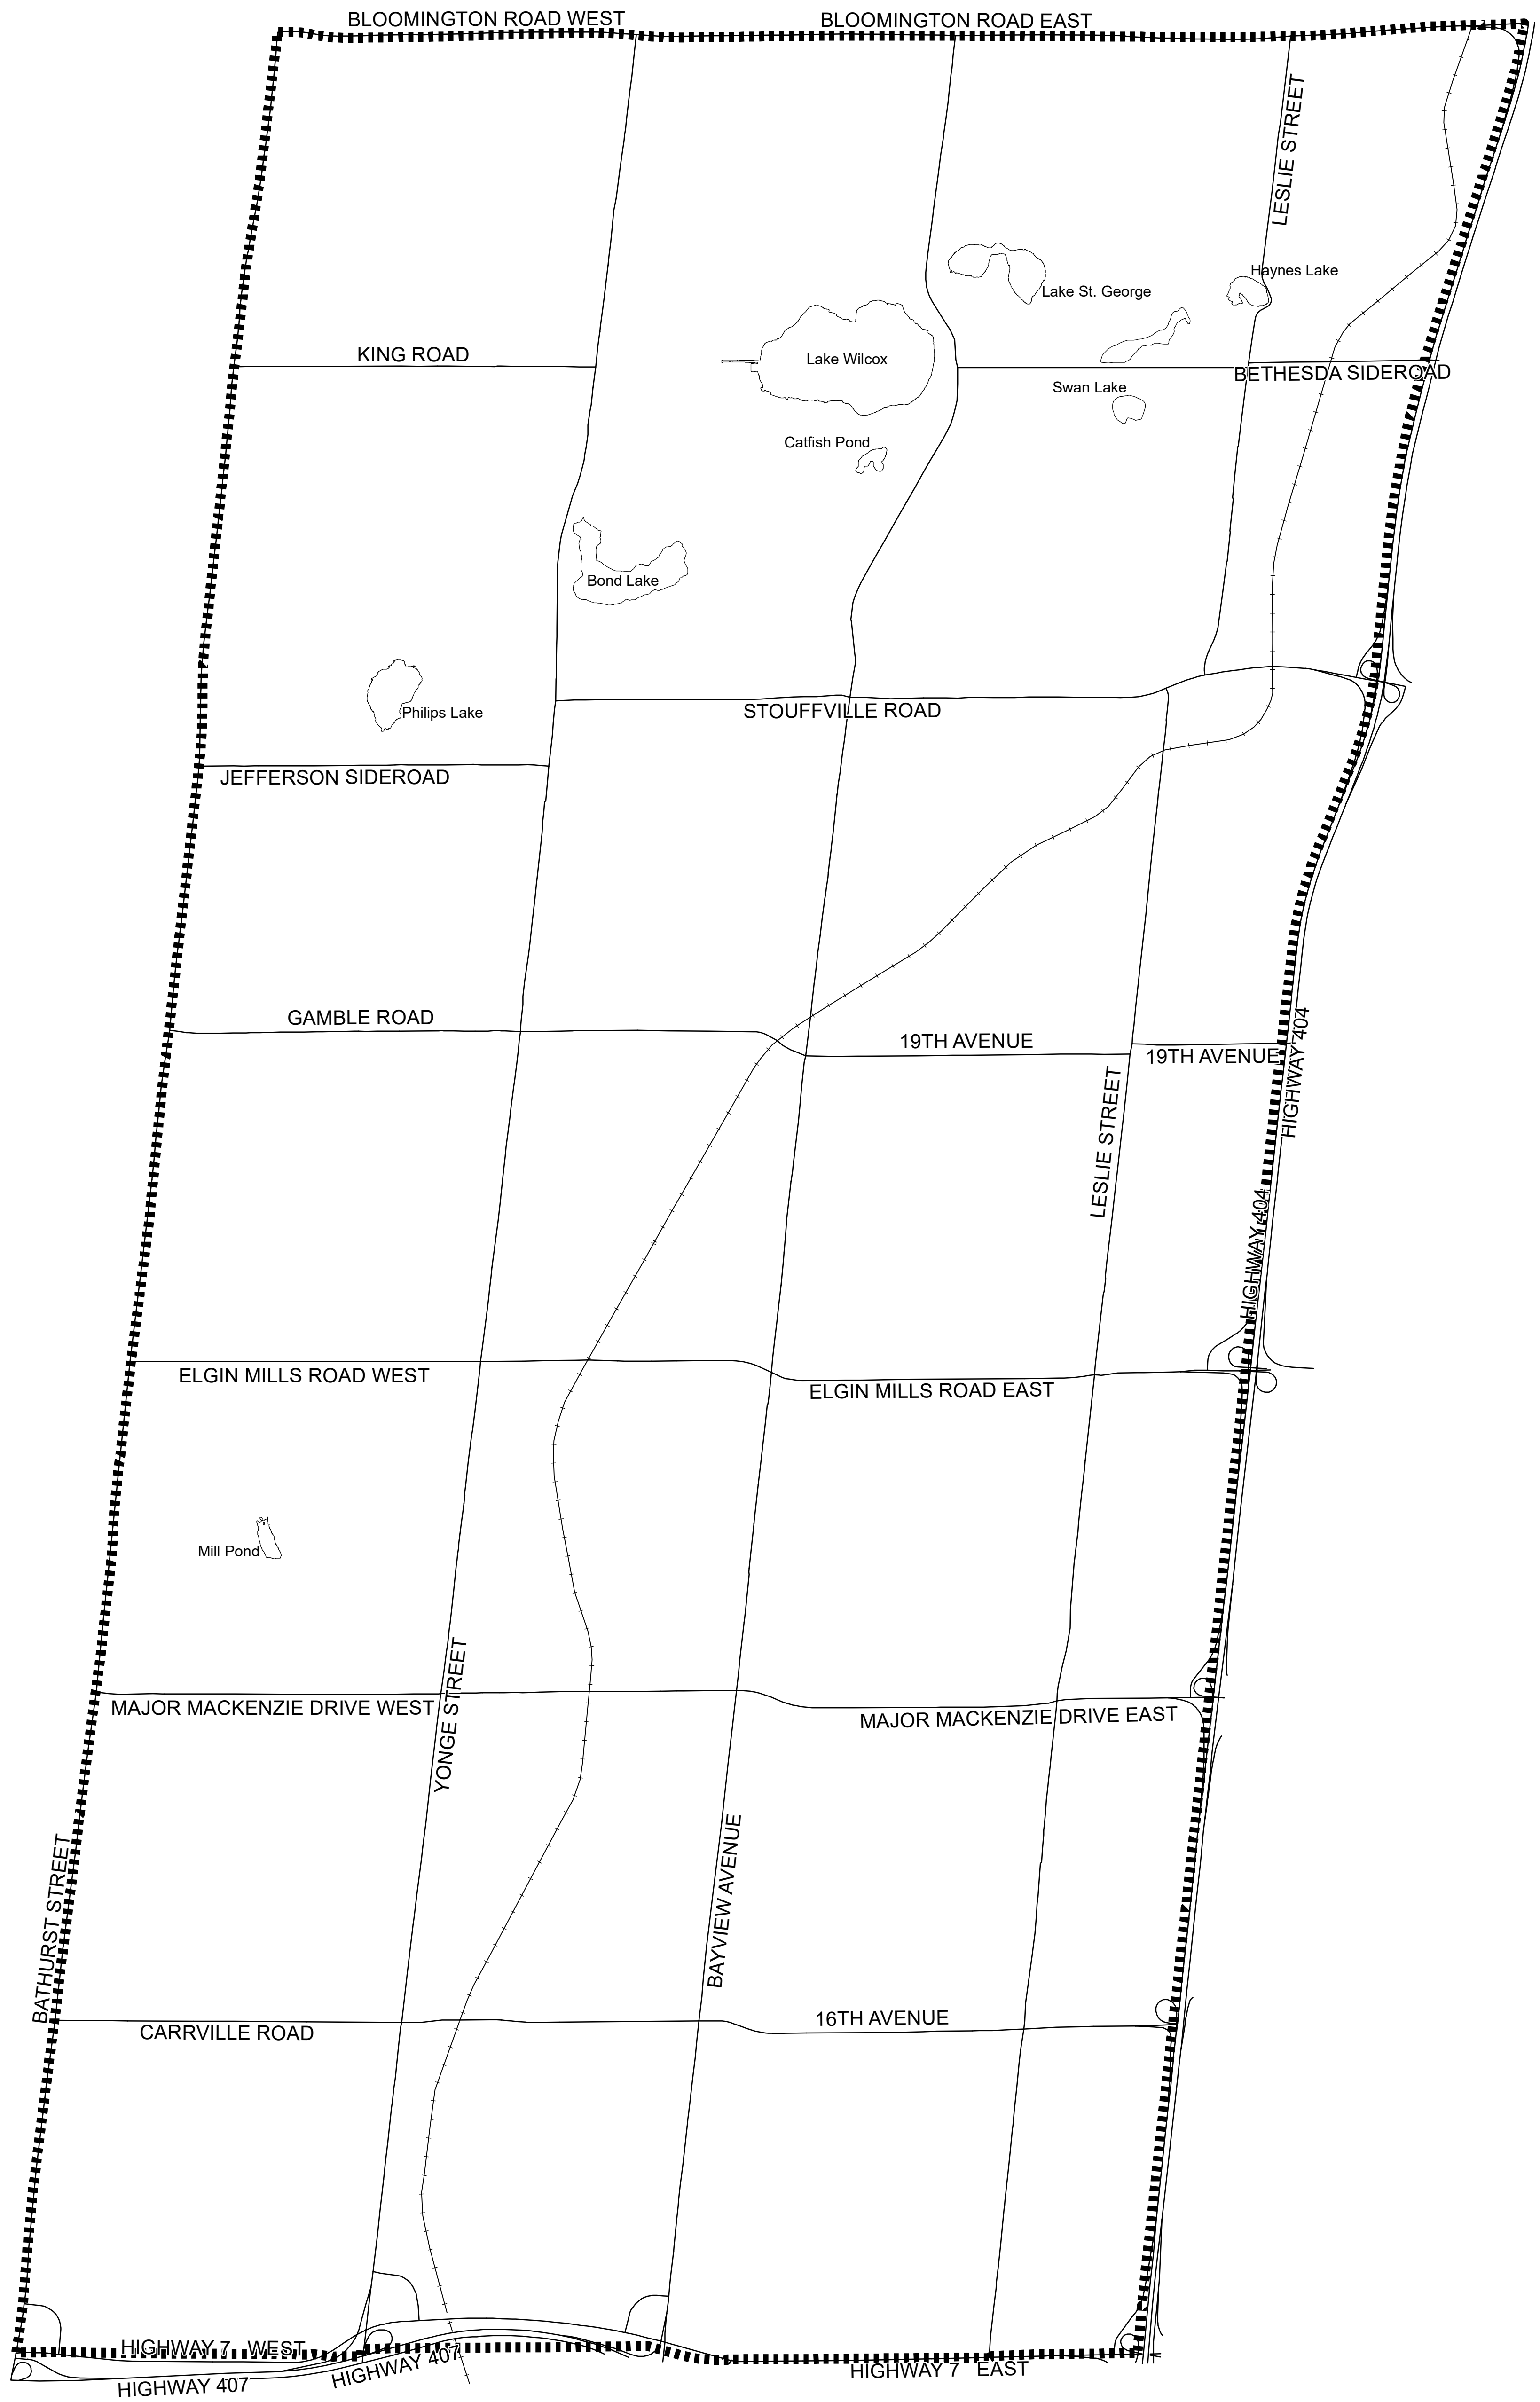 BLOOMINGTON ROAD WEST
BLOOMINGTON ROAD EAST
LESLIE STREET
Haynes Lake
Lake St. George
KING ROAD
Lake Wilcox
BETHESDA SIDEROAD
Swan Lake
Catfish Pond
Bond Lake
Philips Lake
STOUFFVILLE ROAD
JEFFERSON SIDEROAD
GAMBLE ROAD
19TH AVENUE
19TH AVENUE
HIGHWAY 404
LESLIE STREET
HIGHWAY 404
ELGIN MILLS ROAD WEST
ELGIN MILLS ROAD EAST
Mill Pond
YONGE STREET
MAJOR MACKENZIE DRIVE WEST
MAJOR MACKENZIE DRIVE EAST
BATHURST STREET
BAYVIEW AVENUE
16TH AVENUE
CARRVILLE ROAD
HIGHWAY 7 WEST
HIGHWAY 407
HIGHWAY 407
HIGHWAY 7 EAST